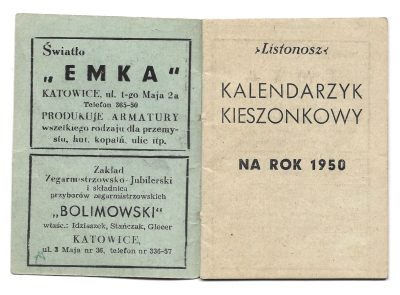 Światło
„EMKA"
KATOWICE, ul. 1-go Maja 2a
Telefon 365-50
PRODUKUJE ARMATURY
wszelkiego rodzaju dla przemy-
słu, hut, kopalń, ulic itp.
Zakład
Zegarmistrzowsko-Jubilerski
i składnica
przyborów zegarmistrzowskich
„BOLIMOWSKI"
właśc.: Idziaszek, Stańczak, Glecer
KATOWICE,
ul. 3 Maja nr 36, telefon nr 336-57
›Listonosz‹
KALENDARZYK
KIESZONKOWY
NA ROK 1950